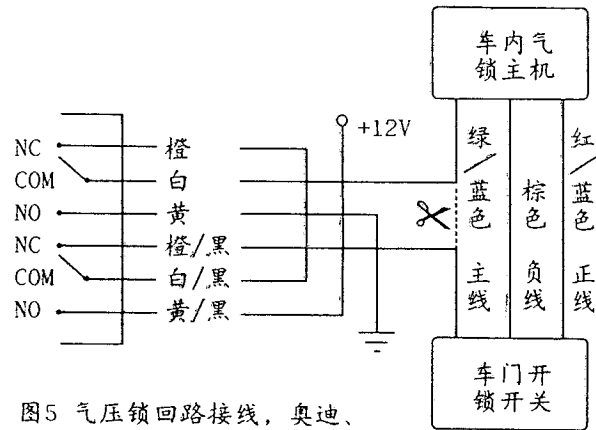 车内气
锁主机
+12V
NC 橙
COM 白
NO 黄
NC 橙/黑
COM 白/黑
NO 黄/黑
绿/蓝色
主线
棕色
负线
红/蓝色
正线
车门开
锁开关
图5 气压锁回路接线，奥迪、